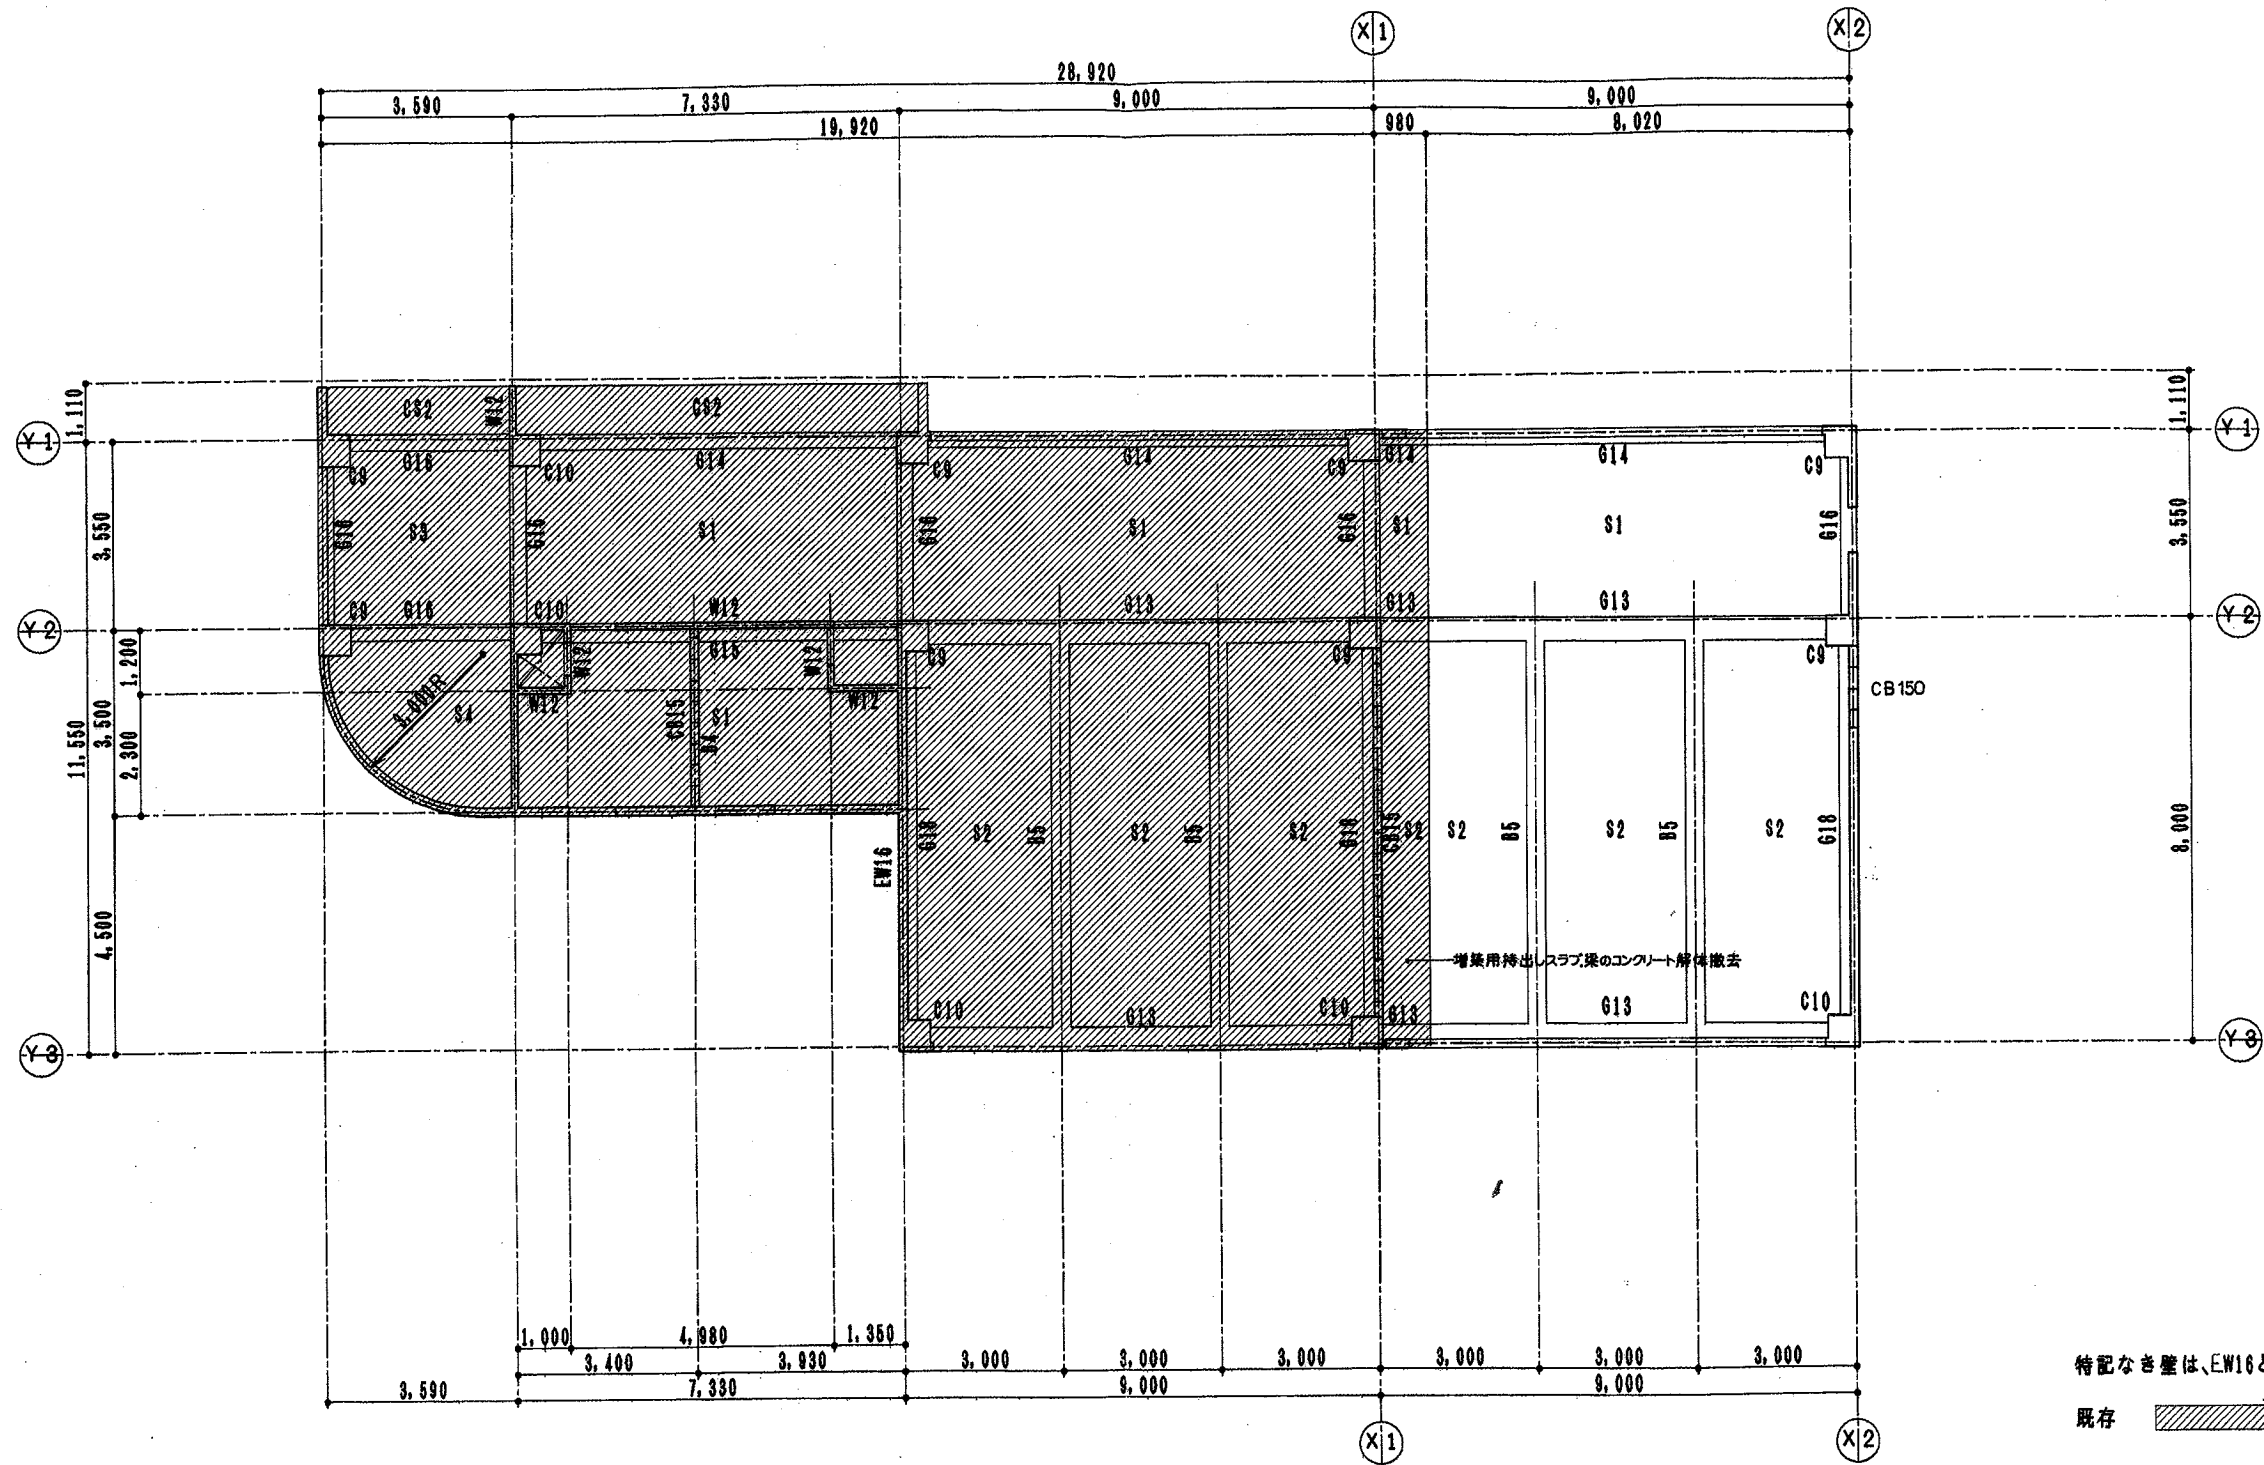 X1 X2
28,920
3,590 7,330 9,000 9,000
19,920 980 8,020
1,110 CS2 W12 CS2 1,110
Y1 Y1
G16 G14 G14 G14 G14
C9 C10 C9 C9 C9
3,550 G16 S3 G15 S1 G16 S1 G16 S1 S1 G16 3,550
C9 G16 C10 W12 G13 G13 G13
Y2 Y2
1,200 W12 G15 W12 C9 C9 C9
3,000R S4 W12 CB15 S1 B4 W12 CB150
11,550 3,500 2,300
EW16 G18 S2 B5 S2 B5 S2 G18 CB15 S2 S2 B5 S2 B5 S2 G18 8,000
4,500
増築用持出しスラブ、梁のコンクリート解体撤去
C10 G13 C10 G13 G13 C10
Y3 Y3
1,000 4,980 1,350
3,400 3,930 3,000 3,000 3,000 3,000 3,000 3,000
3,590 7,330 9,000 9,000
特記なき壁は、EW16と
既存
X1 X2